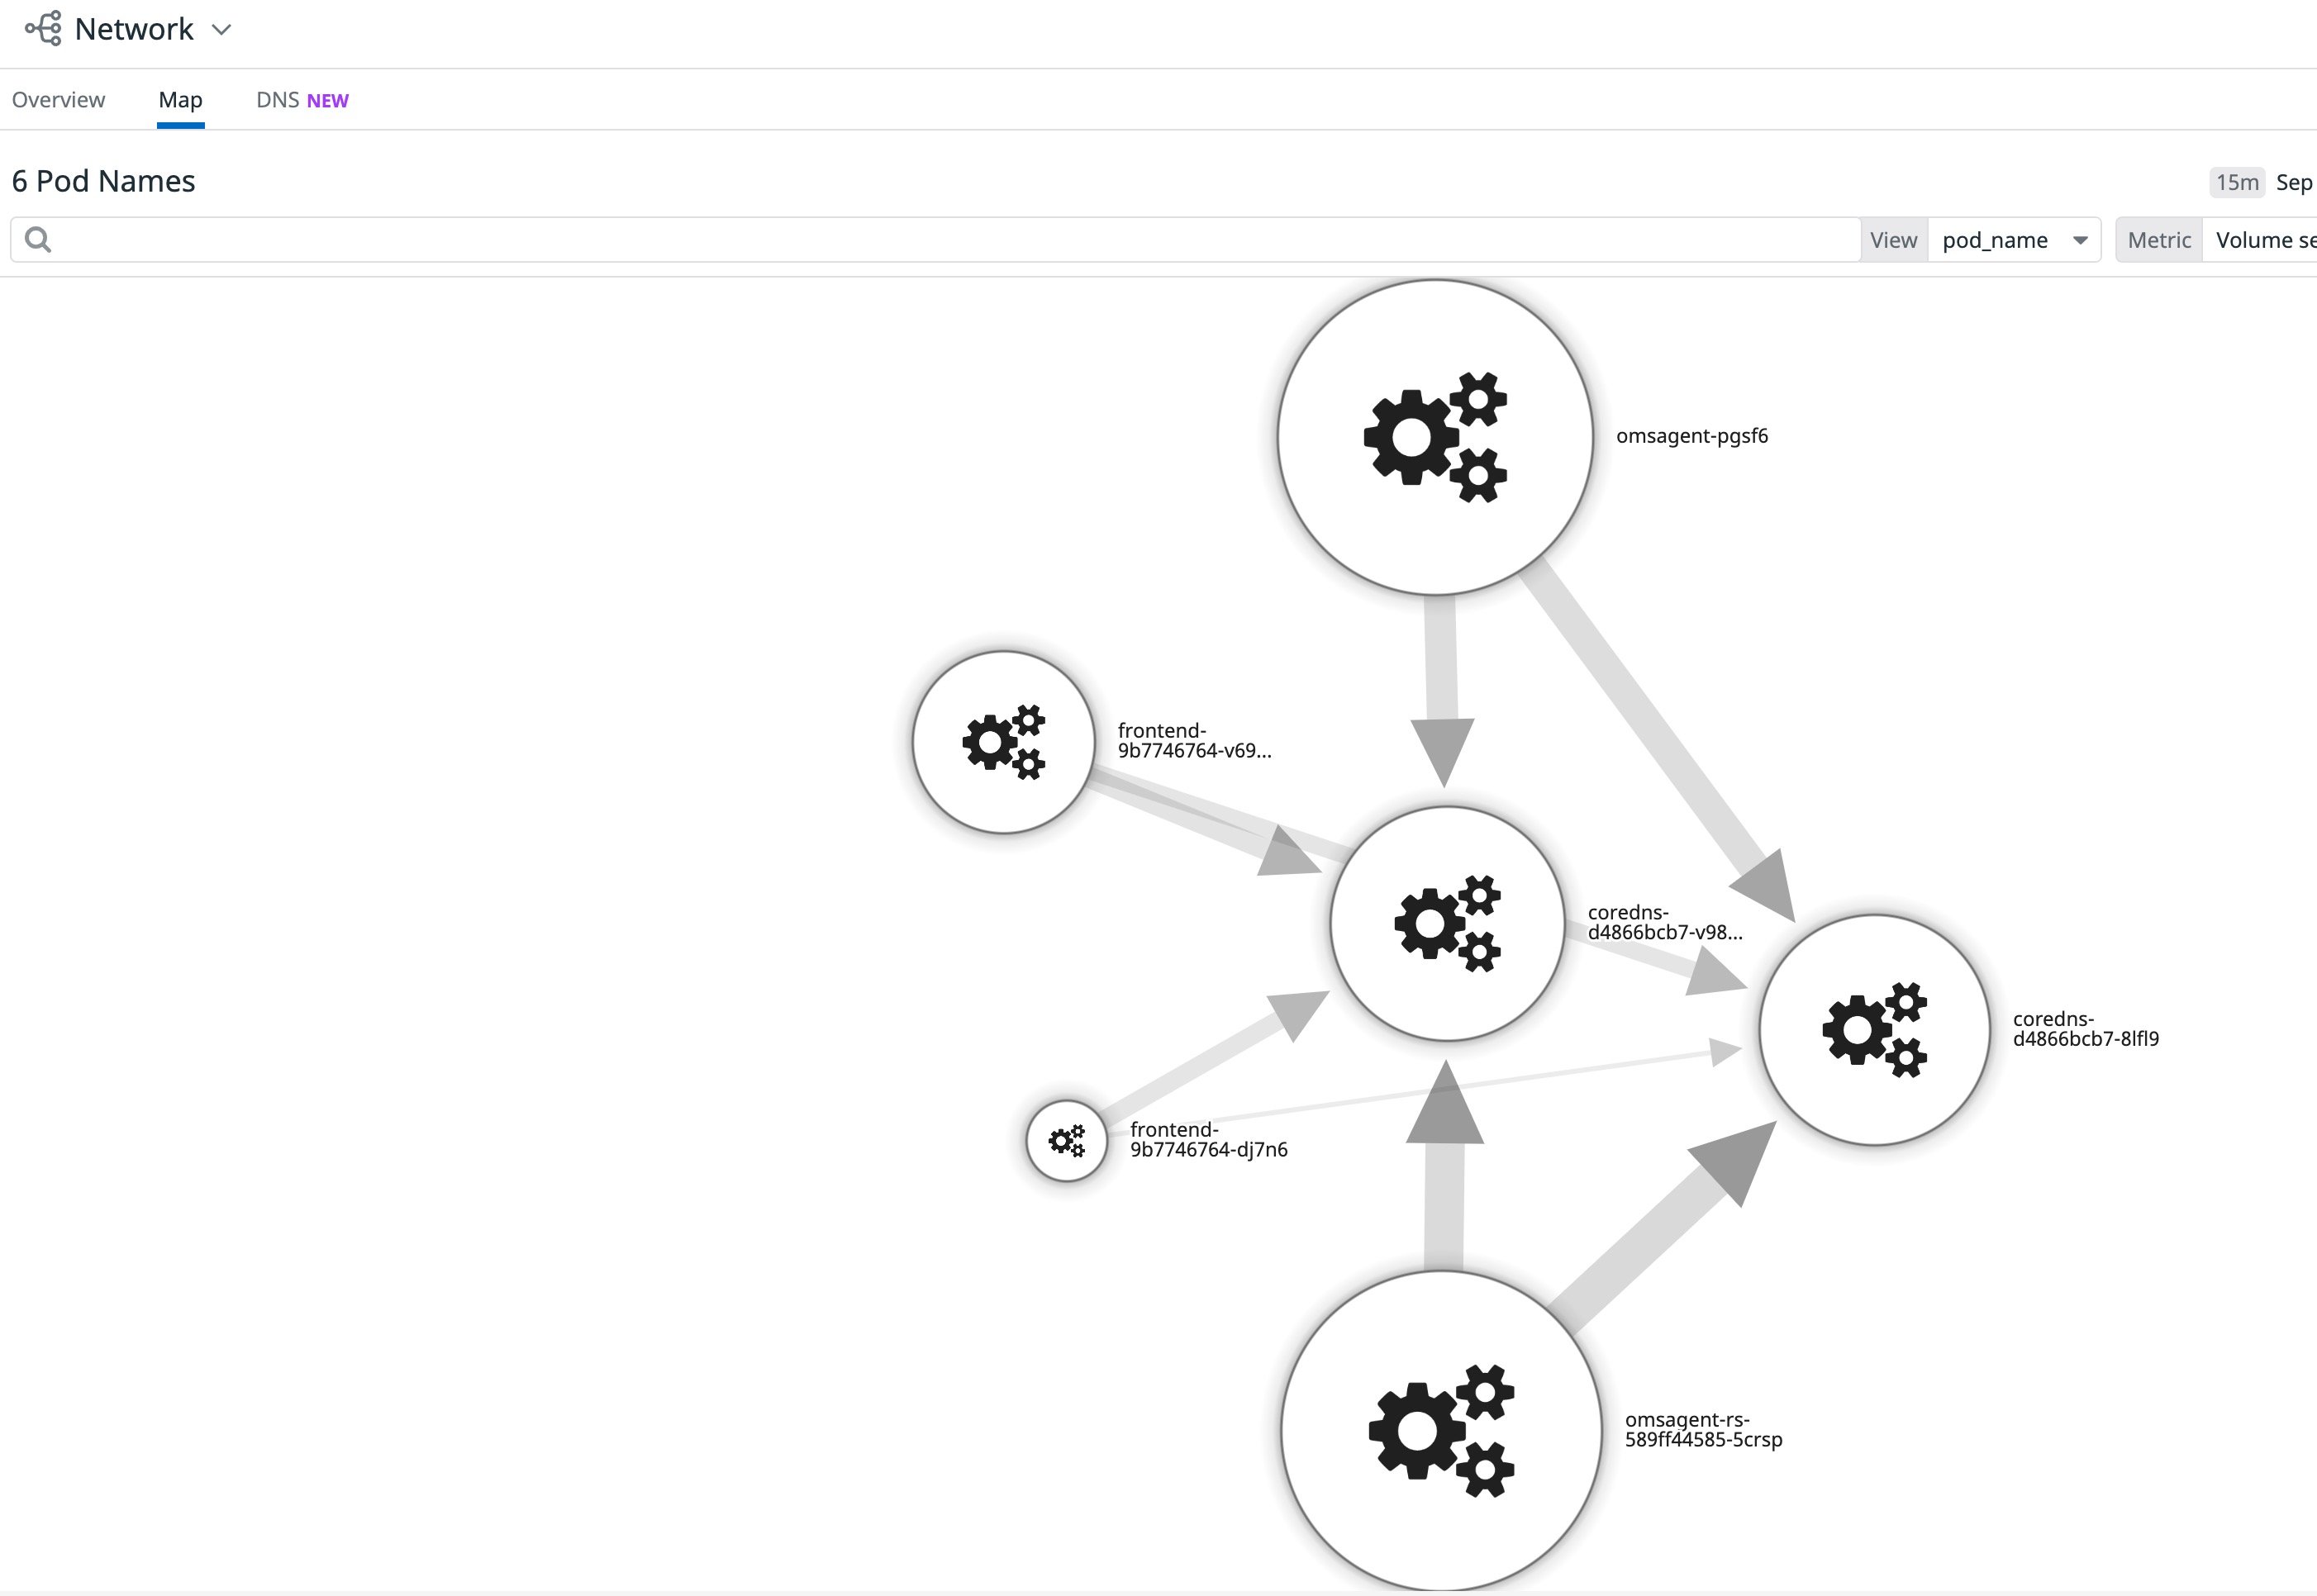 Network
Overview Map DNS NEW
6 Pod Names
15m Sep
View pod_name Metric Volume se
omsagent-pgsf6
frontend-
9b7746764-v69...
coredns-
d4866bcb7-v98...
coredns-
d4866bcb7-8lfl9
frontend-
9b7746764-dj7n6
omsagent-rs-
589ff44585-5crsp